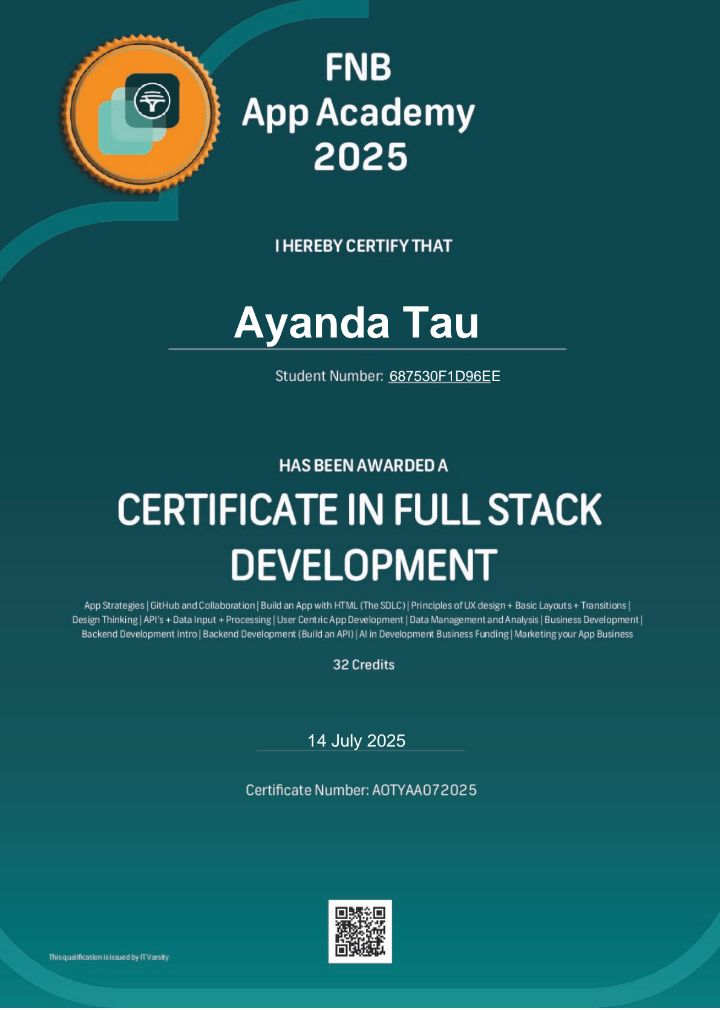 FNB
App Academy
2025
I HEREBY CERTIFY THAT
Ayanda Tau
Student Number: 687530F1D96EE
HAS BEEN AWARDED A
CERTIFICATE IN FULL STACK
DEVELOPMENT
App Strategies | GitHub and Collaboration | Build an App with HTML (The SDLC) | Principles of UX design + Basic Layouts + Transitions |
Design Thinking | API's + Data Input + Processing | User Centric App Development | Data Management and Analysis | Business Development |
Backend Development Intro | Backend Development (Build an API) | AI in Development Business Funding | Marketing your App Business
32 Credits
14 July 2025
Certificate Number: AOTYAA072025
This qualification is issued by IT Varsity